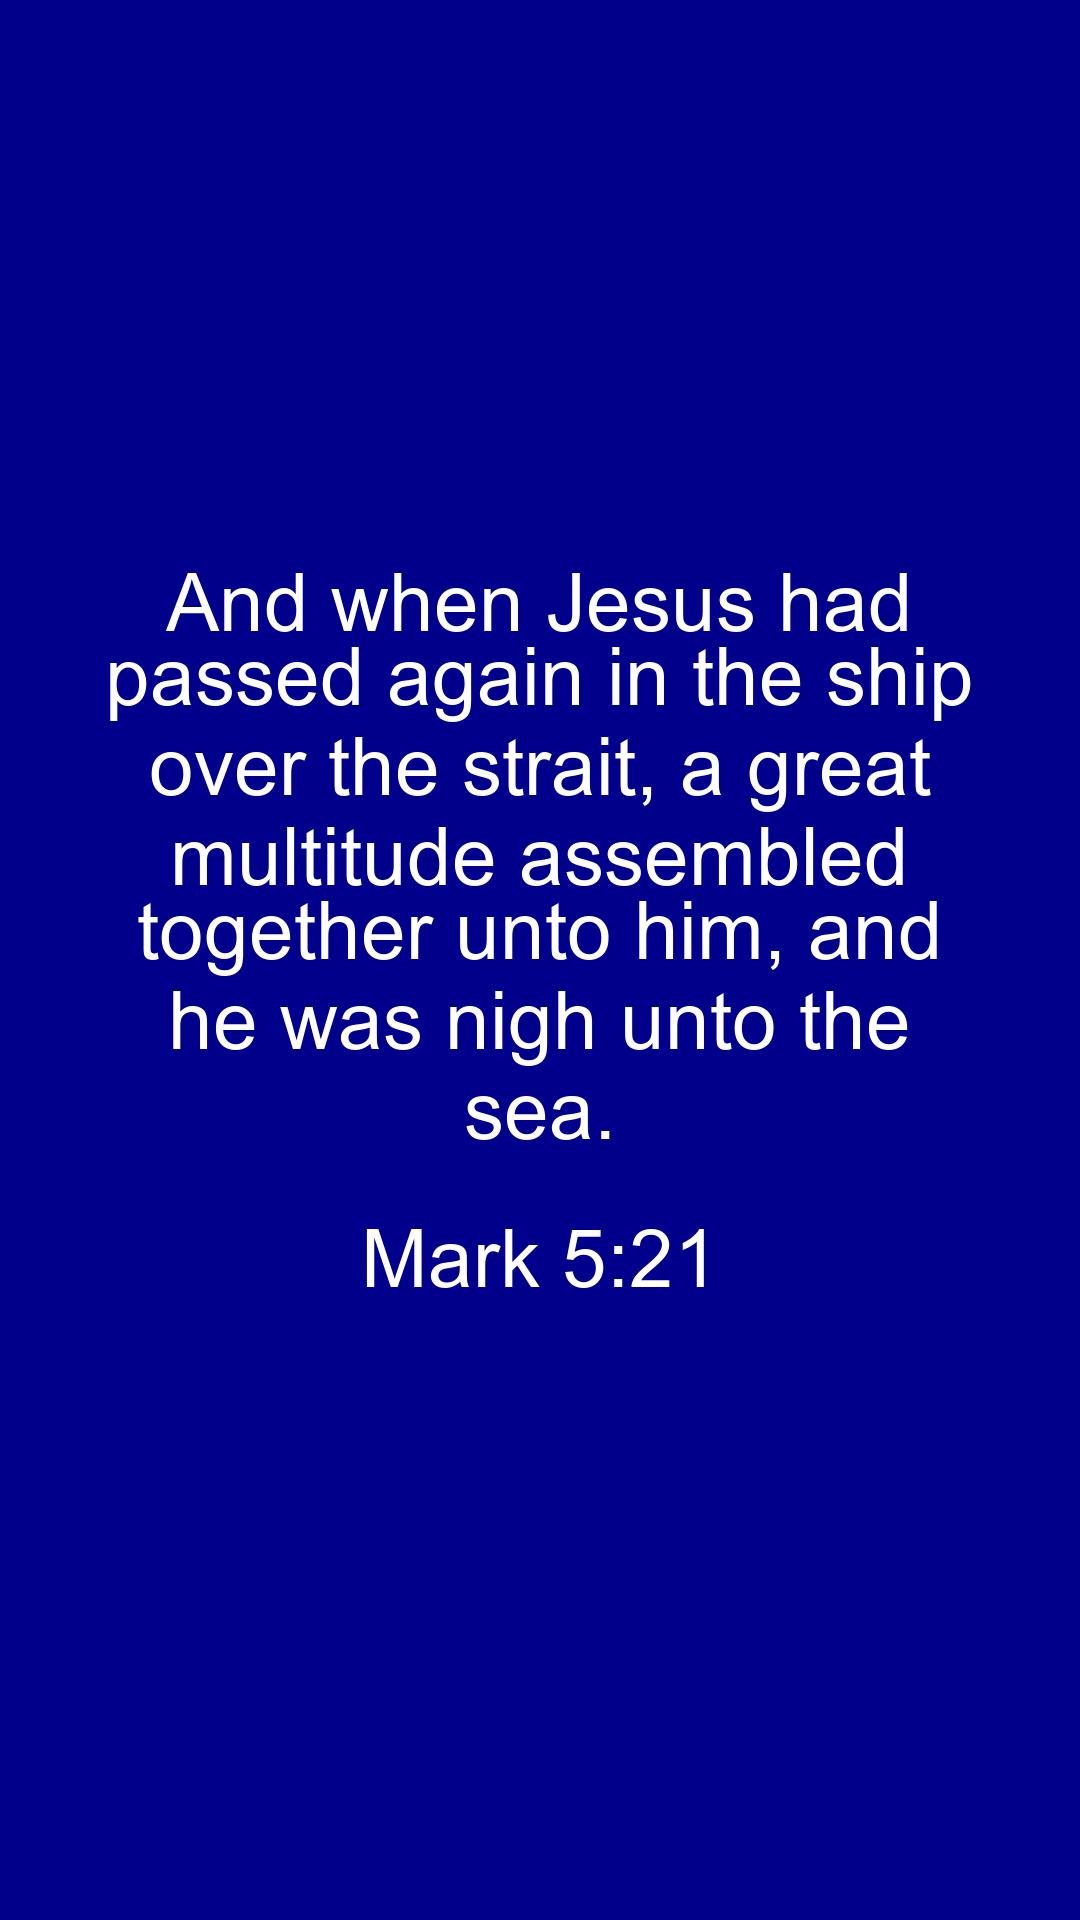 And when Jesus had
passed again in the ship
over the strait, a great
multitude assembled
together unto him, and
he was nigh unto the
sea.
Mark 5:21